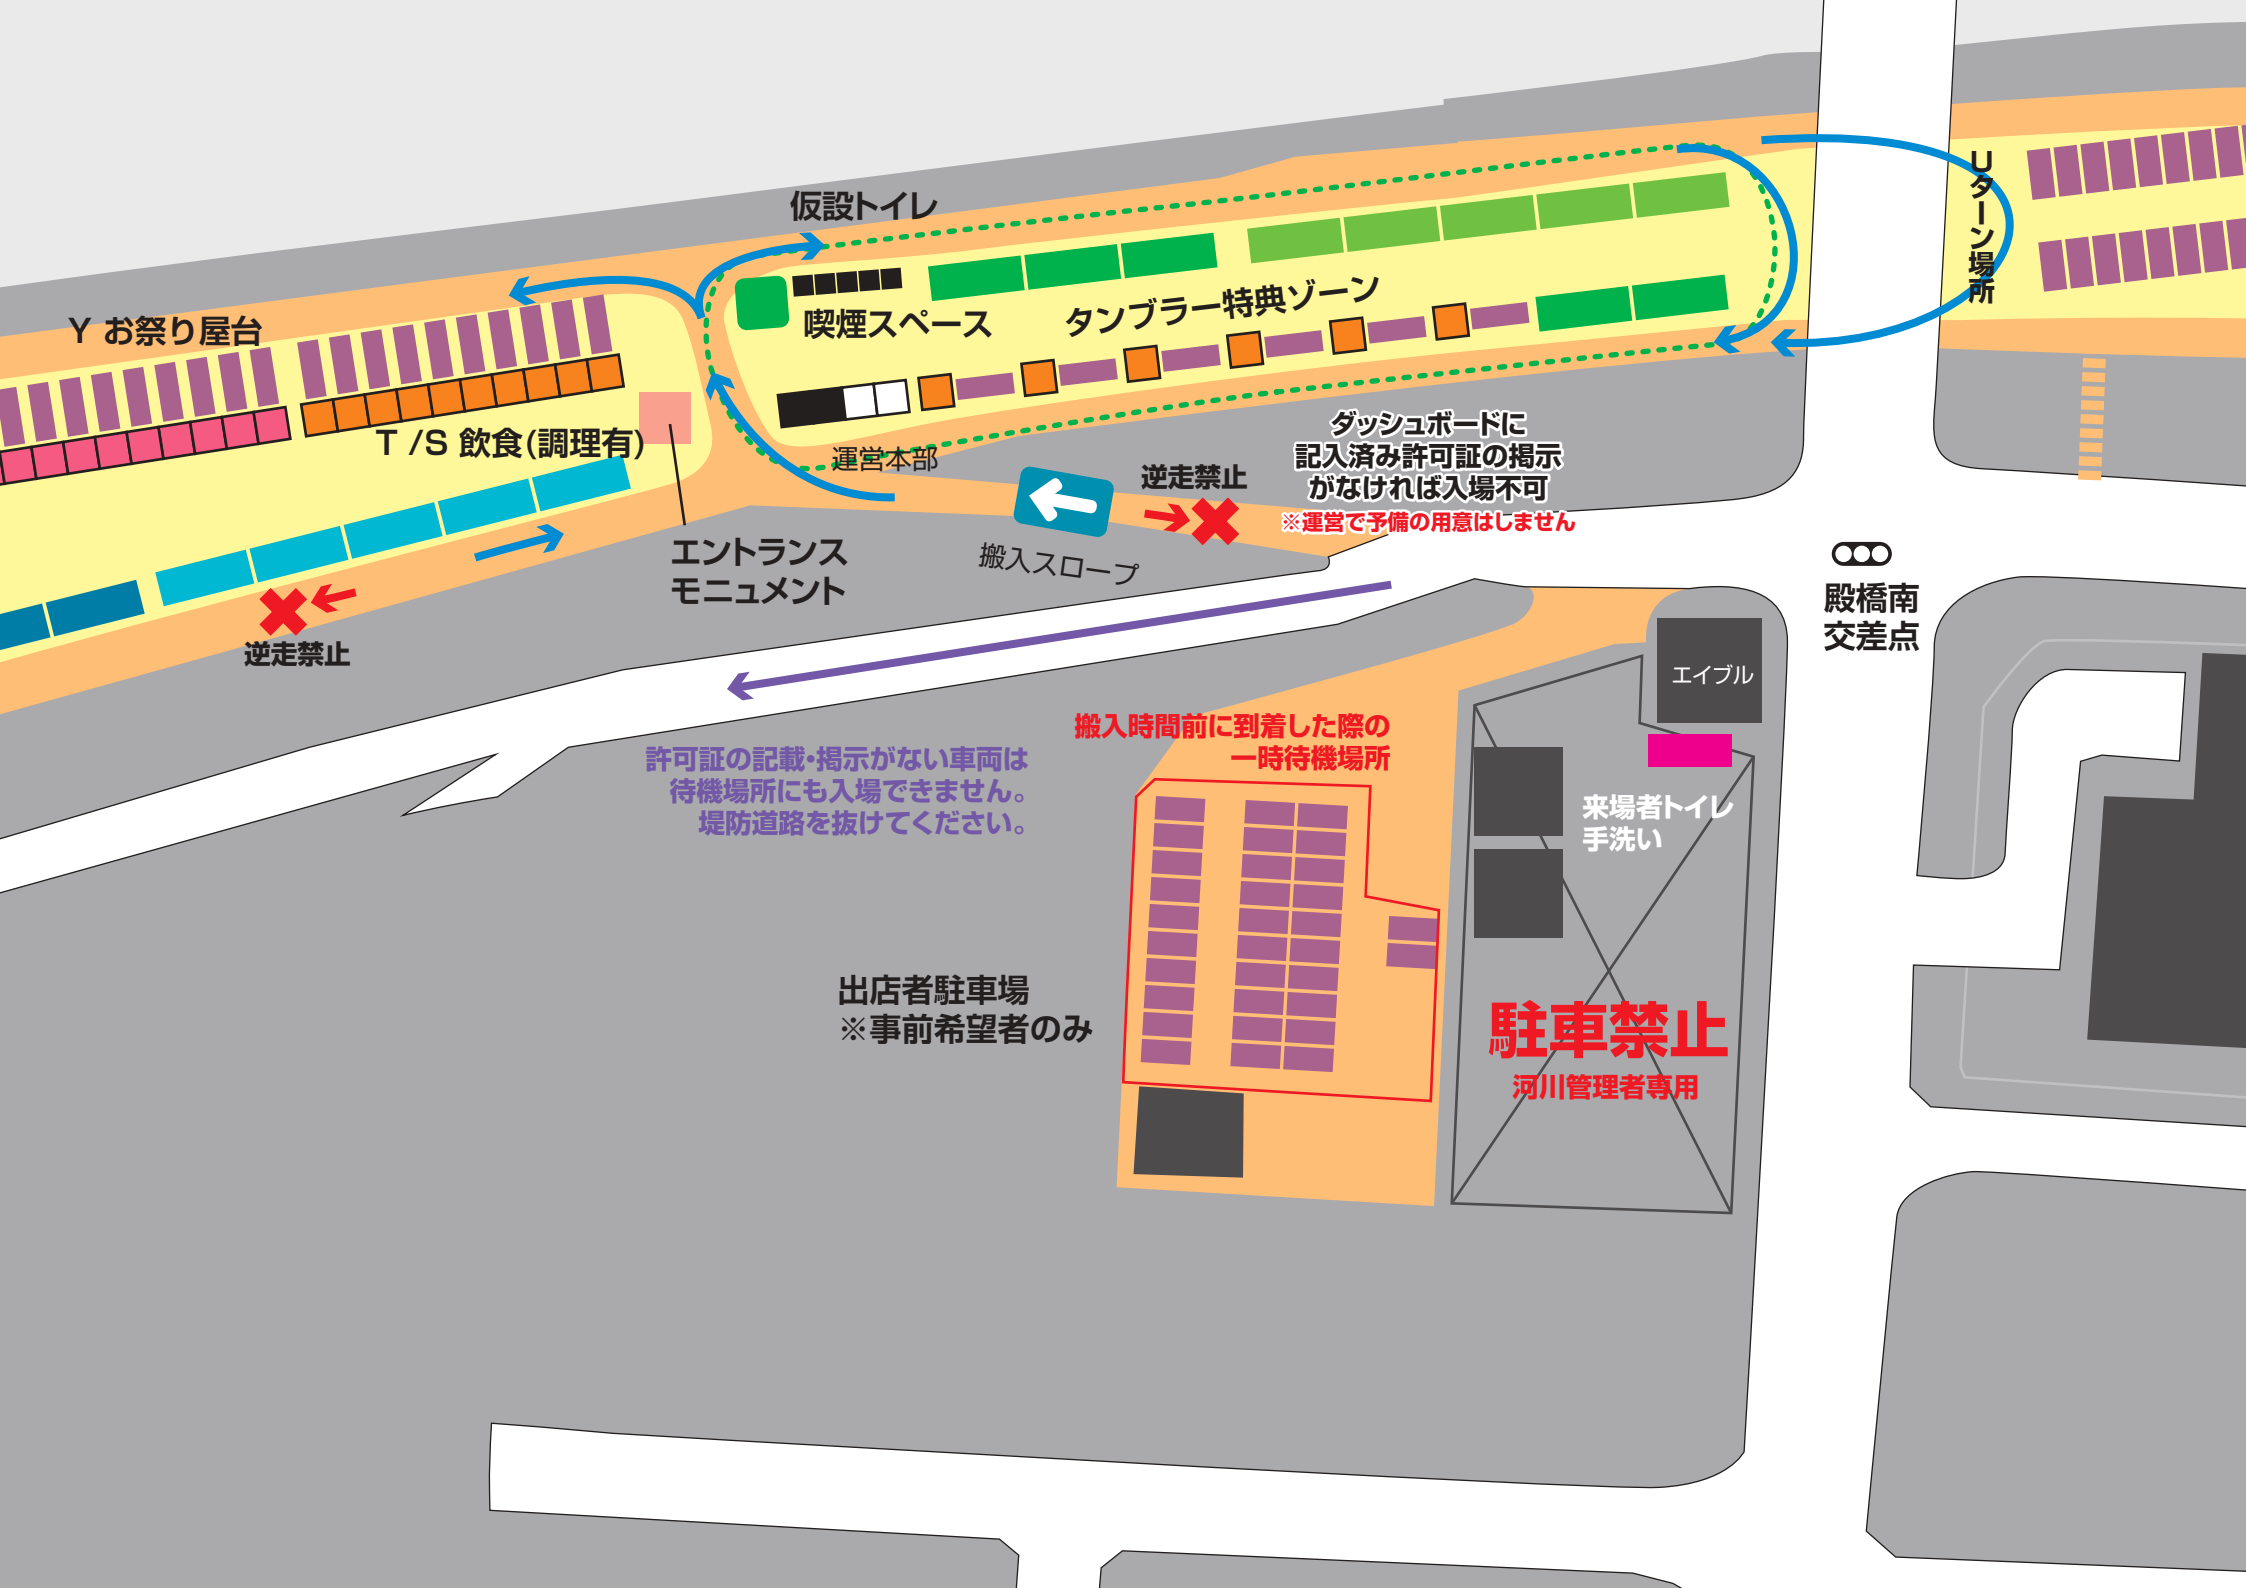 仮設トイレ
Uターン場所
Y お祭り屋台
喫煙スペース
タンブラー特典ゾーン
T /S 飲食(調理有)
運営本部
逆走禁止
ダッシュボードに
記入済み許可証の掲示
がなければ入場不可
※運営で予備の用意はしません
搬入スロープ
エントランス
モニュメント
逆走禁止
殿橋南
交差点
エイブル
搬入時間前に到着した際の
一時待機場所
許可証の記載・掲示がない車両は
待機場所にも入場できません。
堤防道路を抜けてください。
来場者トイレ
手洗い
出店者駐車場
※事前希望者のみ
駐車禁止
河川管理者専用